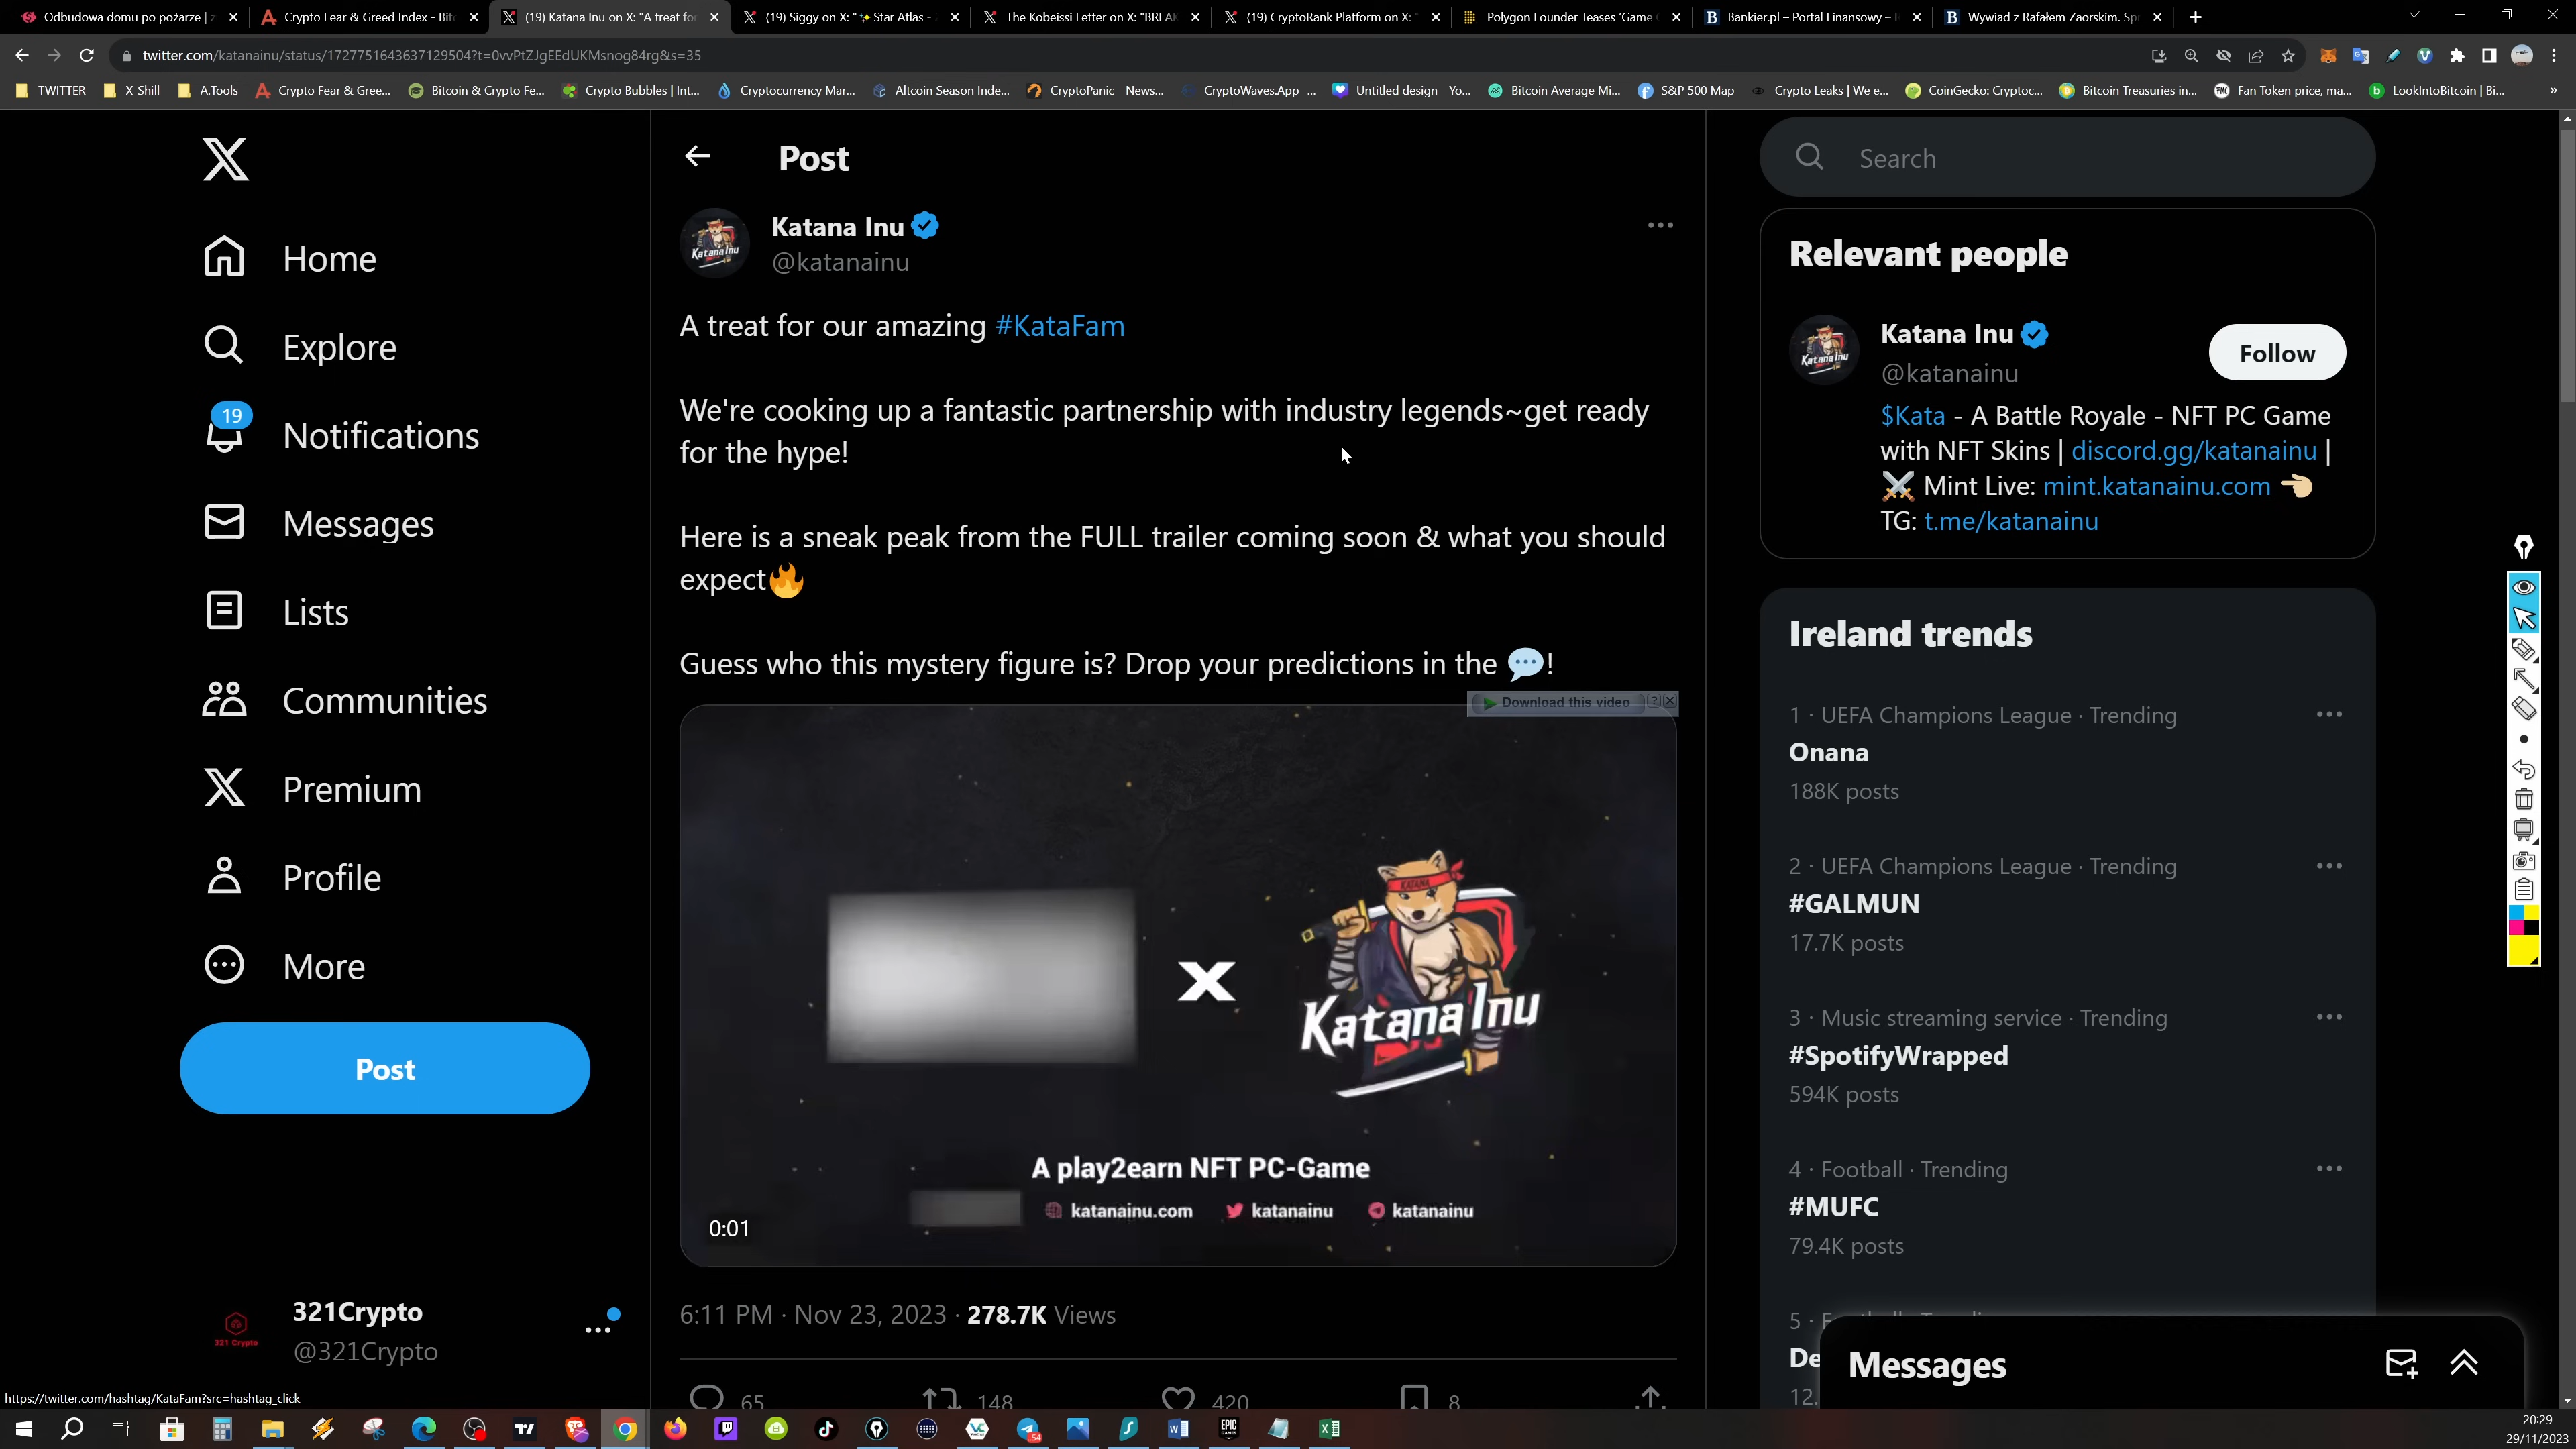 Odbudowa domu po pożarze | z
Crypto Fear & Greed Index - Bit
(19) Katana Inu on X: "A treat fo
(19) Siggy on X: "✨Star Atlas -
The Kobeissi Letter on X: "BREAK
(19) CryptoRank Platform on X: "
Polygon Founder Teases 'Game
Bankier.pl – Portal Finansowy –
Wywiad z Rafałem Zaorskim. Sp
twitter.com/katanainu/status/1727751643637129504?t=0vvPtZJgEEdUKMsnog84rg&s=35
TWITTER
X-Shill
A.Tools
Crypto Fear & Gree...
Bitcoin & Crypto Fe...
Crypto Bubbles | Int...
Cryptocurrency Mar...
Altcoin Season Inde...
CryptoPanic - News...
CryptoWaves.App -...
Untitled design - Yo...
Bitcoin Average Mi...
S&P 500 Map
Crypto Leaks | We e...
CoinGecko: Cryptoc...
Bitcoin Treasuries in...
Fan Token price, ma...
LookIntoBitcoin | Bi...
»
Home
Explore
19
Notifications
Messages
Lists
Communities
Premium
Profile
More
Post
321Crypto
@321Crypto
321 Crypto
https://twitter.com/hashtag/KataFam?src=hashtag_click
Post
Katana Inu
@katanainu
A treat for our amazing #KataFam
We're cooking up a fantastic partnership with industry legends~get ready
for the hype!
Here is a sneak peak from the FULL trailer coming soon & what you should
expect🔥
Guess who this mystery figure is? Drop your predictions in the 💬!
Download this video
?
KATANA
X
Katana Inu
A play2earn NFT PC-Game
katanainu.com
katanainu
katanainu
0:01
6:11 PM · Nov 23, 2023 · 278.7K Views
65
148
420
8
Search
Relevant people
Katana Inu
@katanainu
Follow
$Kata - A Battle Royale - NFT PC Game
with NFT Skins | discord.gg/katanainu |
⚔️ Mint Live: mint.katanainu.com 👈🏼
TG: t.me/katanainu
Ireland trends
1 · UEFA Champions League · Trending
Onana
188K posts
2 · UEFA Champions League · Trending
#GALMUN
17.7K posts
3 · Music streaming service · Trending
#SpotifyWrapped
594K posts
4 · Football · Trending
#MUFC
79.4K posts
5 ·
De
12.
Messages
54
EPIC GAMES
20:29
29/11/2023